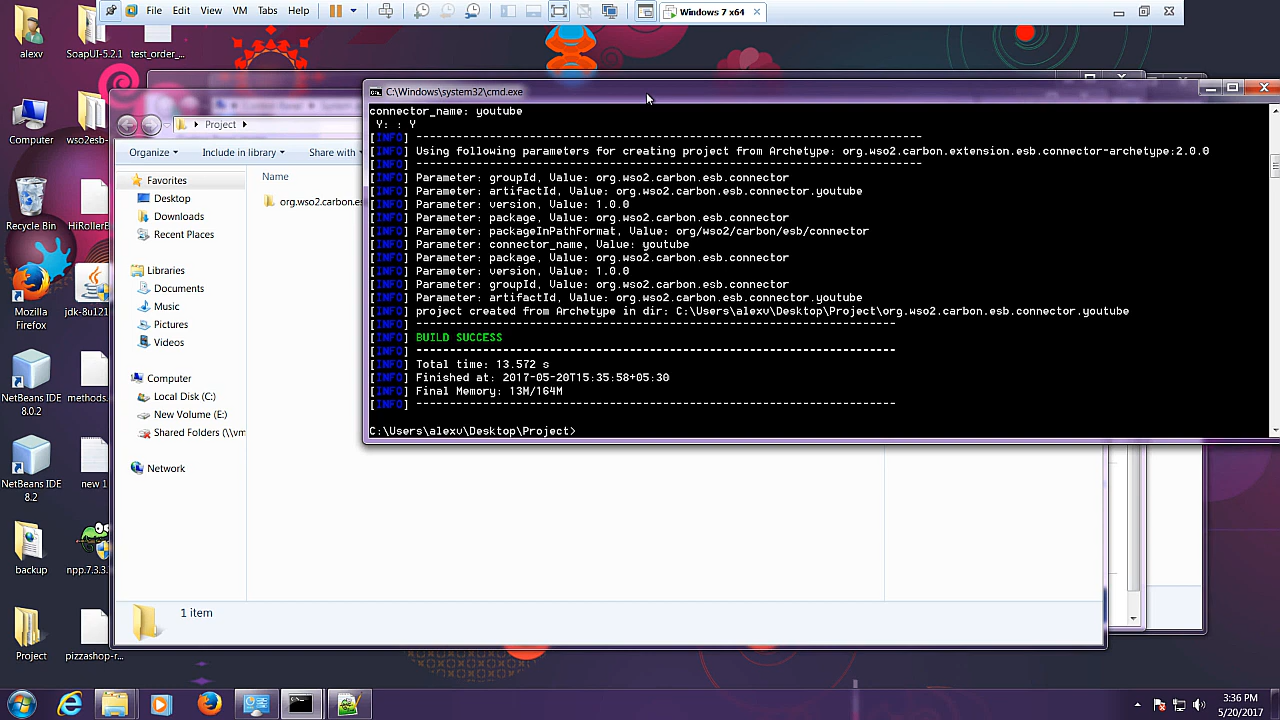 File Edit View VM Tabs Help
Windows 7 x64
alexv
SoapUI-5.2.1
test_order_...
Computer
wso2esb-
Recycle Bin
HiRollerB
Mozilla
Firefox
jdk-8u121
NetBeans IDE
8.0.2
methods.
NetBeans IDE
8.2
new 1
backup
npp.7.3.3
Project
pizzashop-r...
Project
Organize
Include in library
Share with
Favorites
Desktop
Downloads
Recent Places
Libraries
Documents
Music
Pictures
Videos
Computer
Local Disk (C:)
New Volume (E:)
Shared Folders (\\vm
Network
Name
org.wso2.carbon.es
1 item
C:\Windows\system32\cmd.exe
connector_name: youtube
Y: : Y
[INFO] ----------------------------------------------------------------------------
[INFO] Using following parameters for creating project from Archetype: org.wso2.carbon.extension.esb.connector-archetype:2.0.0
[INFO] ----------------------------------------------------------------------------
[INFO] Parameter: groupId, Value: org.wso2.carbon.esb.connector
[INFO] Parameter: artifactId, Value: org.wso2.carbon.esb.connector.youtube
[INFO] Parameter: version, Value: 1.0.0
[INFO] Parameter: package, Value: org.wso2.carbon.esb.connector
[INFO] Parameter: packageInPathFormat, Value: org/wso2/carbon/esb/connector
[INFO] Parameter: connector_name, Value: youtube
[INFO] Parameter: package, Value: org.wso2.carbon.esb.connector
[INFO] Parameter: version, Value: 1.0.0
[INFO] Parameter: groupId, Value: org.wso2.carbon.esb.connector
[INFO] Parameter: artifactId, Value: org.wso2.carbon.esb.connector.youtube
[INFO] project created from Archetype in dir: C:\Users\alexv\Desktop\Project\org.wso2.carbon.esb.connector.youtube
[INFO] ------------------------------------------------------------------------
[INFO] BUILD SUCCESS
[INFO] ------------------------------------------------------------------------
[INFO] Total time: 13.572 s
[INFO] Finished at: 2017-05-20T15:35:58+05:30
[INFO] Final Memory: 13M/164M
[INFO] ------------------------------------------------------------------------
C:\Users\alexv\Desktop\Project>
3:36 PM
5/20/2017